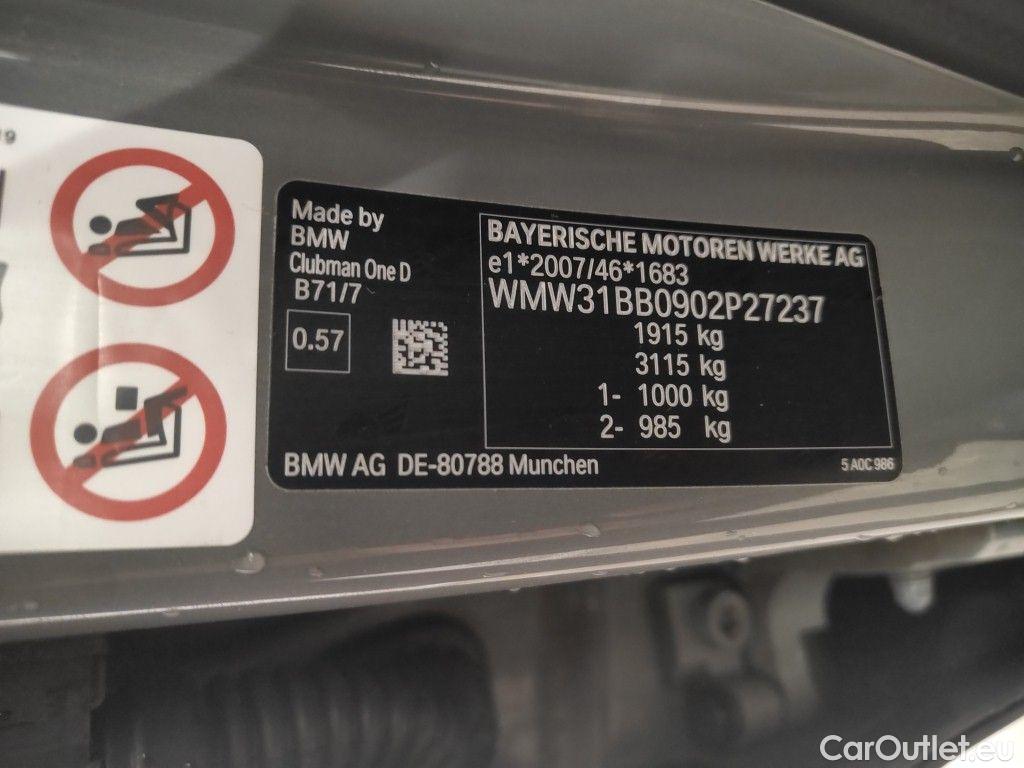 19
Made by
BMW
Clubman One D
B71/7
0.57
BAYERISCHE MOTOREN WERKE AG
e1*2007/46*1683
WMW31BB0902P27237
1915 kg
3115 kg
1- 1000 kg
2- 985 kg
BMW AG DE-80788 Munchen
5 A0C 986
CarOutlet.eu